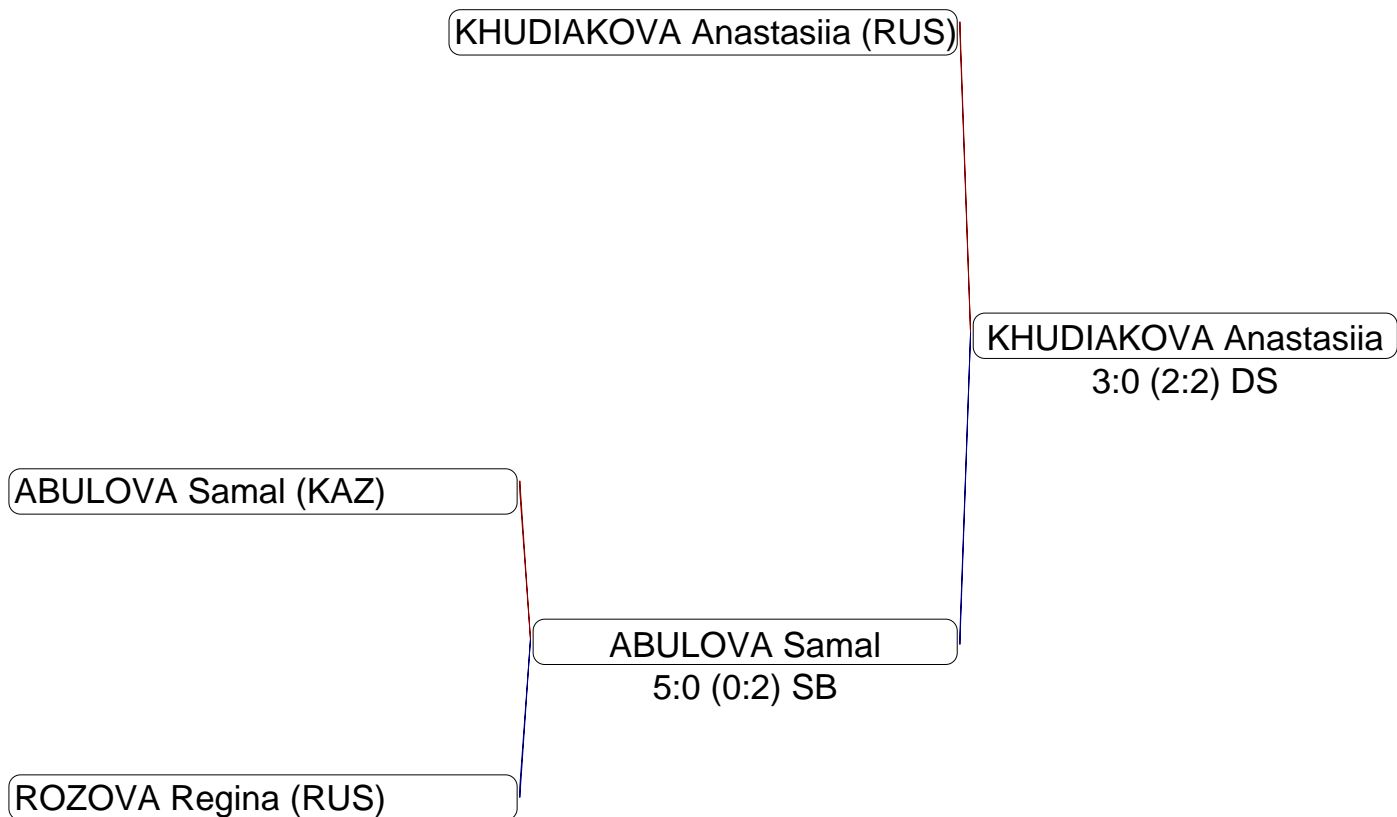 KHUDIAKOVA Anastasiia (RUS)
KHUDIAKOVA Anastasiia
3:0 (2:2) DS
ABULOVA Samal (KAZ)
ABULOVA Samal
5:0 (0:2) SB
ROZOVA Regina (RUS)